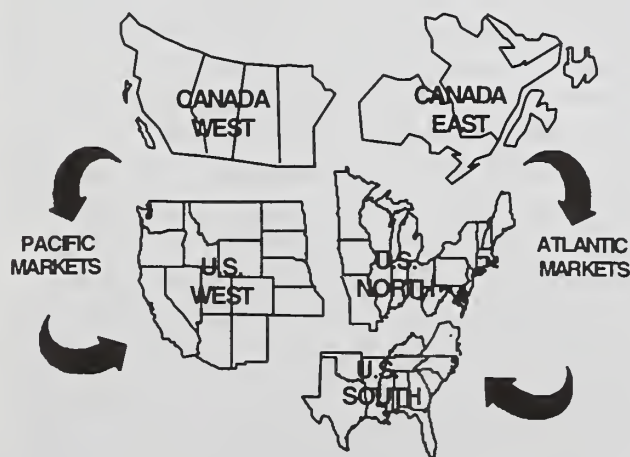 CANADA
WEST
CANADA
EAST
PACIFIC
MARKETS
U.S.
WEST
U.S.
NORTH
ATLANTIC
MARKETS
U.S.
SOUTH